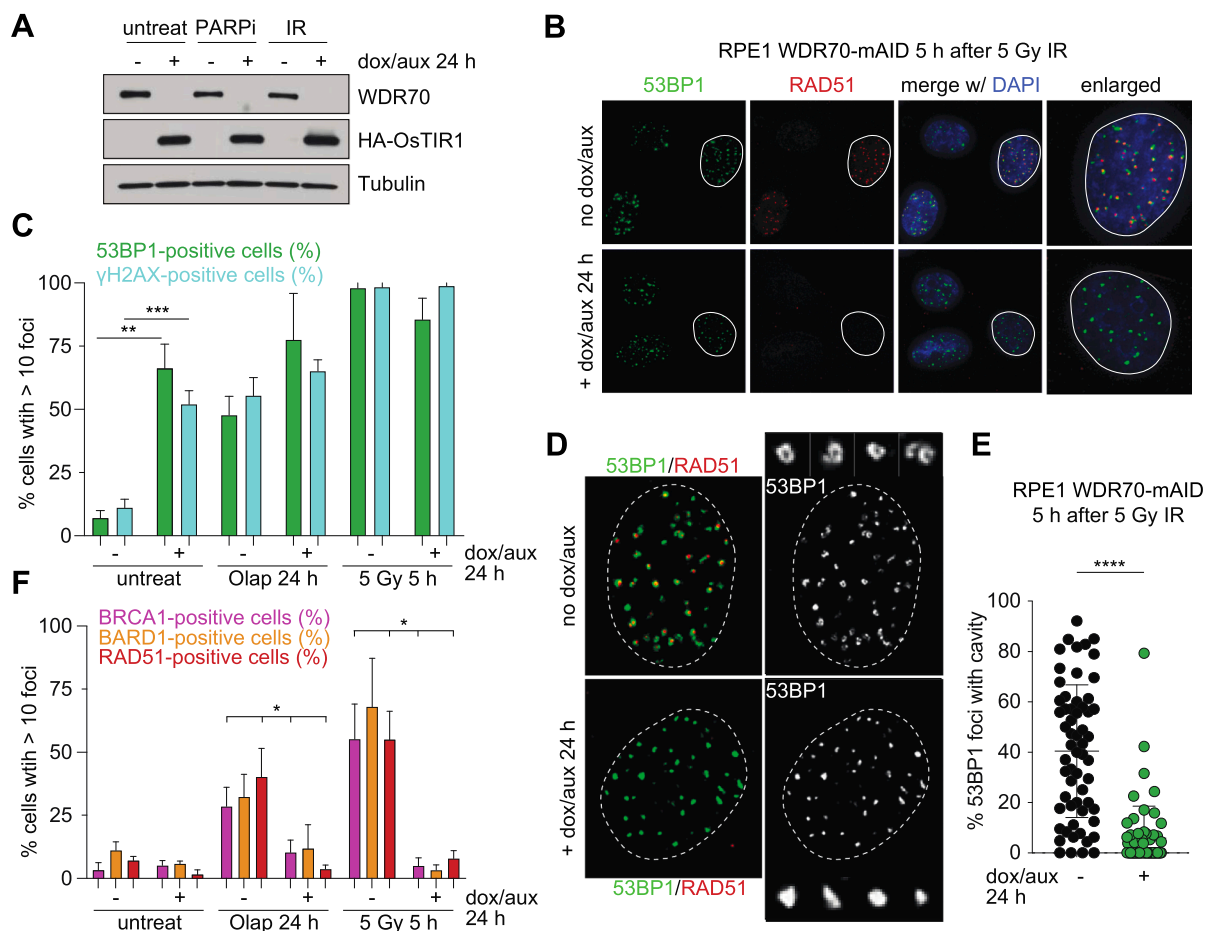 A
untreat PARPi IR
- + - + - + dox/aux 24 h
WDR70
HA-OsTIR1
Tubulin
B
RPE1 WDR70-mAID 5 h after 5 Gy IR
53BP1 RAD51 merge w/ DAPI enlarged
no dox/aux
+ dox/aux 24 h
C
53BP1-positive cells (%)
γH2AX-positive cells (%)
% cells wtih > 10 foci
100
75
50
25
0
***
**
- + - + - + dox/aux
24 h
untreat Olap 24 h 5 Gy 5 h
D
53BP1/RAD51
53BP1
no dox/aux
53BP1
+ dox/aux 24 h
53BP1/RAD51
E
RPE1 WDR70-mAID
5 h after 5 Gy IR
****
% 53BP1 foci with cavity
100
80
60
40
20
0
dox/aux - +
24 h
F
BRCA1-positive cells (%)
BARD1-positive cells (%)
RAD51-positive cells (%)
% cells wtih > 10 foci
100
75
50
25
0
*
*
- + - + - + dox/aux
24 h
untreat Olap 24 h 5 Gy 5 h